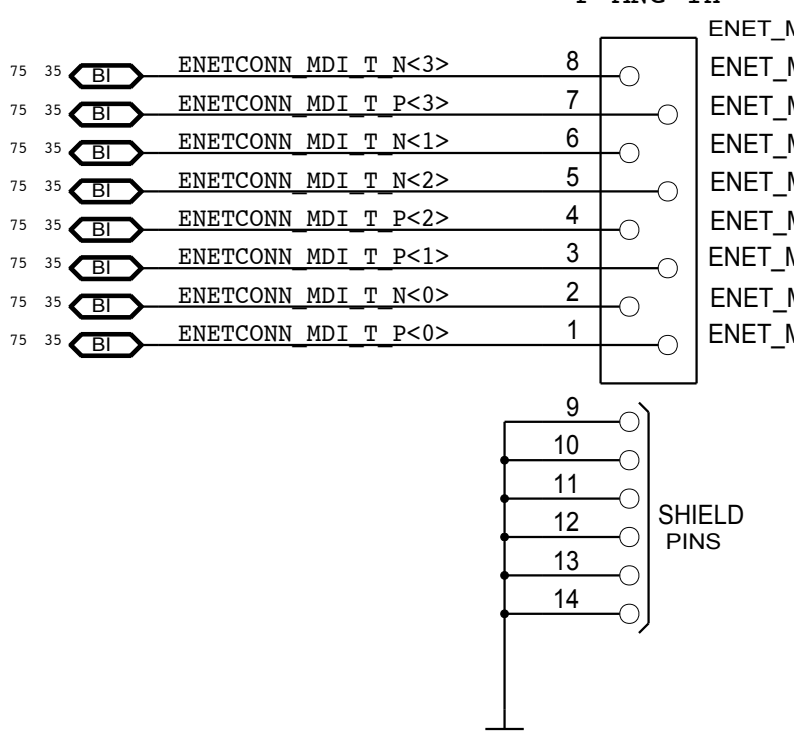 ENET_M
75 35 BI ENETCONN_MDI_T_N<3> 8 ENET_M
75 35 BI ENETCONN_MDI_T_P<3> 7 ENET_M
75 35 BI ENETCONN_MDI_T_N<1> 6 ENET_M
75 35 BI ENETCONN_MDI_T_N<2> 5 ENET_M
75 35 BI ENETCONN_MDI_T_P<2> 4 ENET_M
75 35 BI ENETCONN_MDI_T_P<1> 3 ENET_M
75 35 BI ENETCONN_MDI_T_N<0> 2 ENET_M
75 35 BI ENETCONN_MDI_T_P<0> 1 ENET_M
9
10
11
12 SHIELD
PINS
13
14